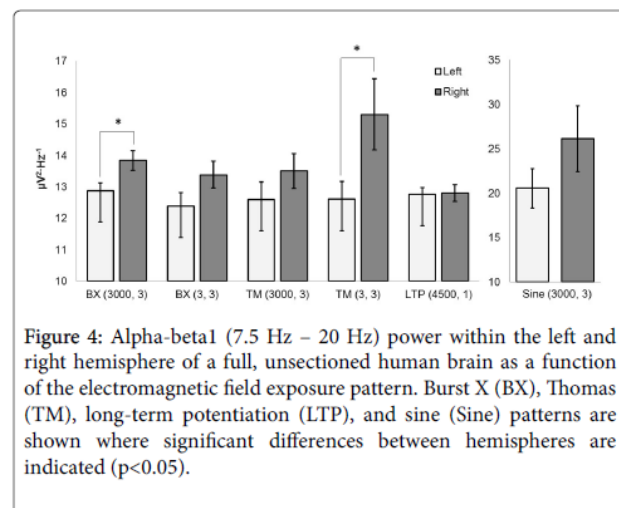 17
16
15
14
13
12
11
10
µV²·Hz⁻¹
*
*
Left
Right
35
30
25
20
15
10
BX (3000, 3) BX (3, 3) TM (3000, 3) TM (3, 3) LTP (4500, 1) Sine (3000, 3)
Figure 4: Alpha-beta1 (7.5 Hz – 20 Hz) power within the left and
right hemisphere of a full, unsectioned human brain as a function
of the electromagnetic field exposure pattern. Burst X (BX), Thomas
(TM), long-term potentiation (LTP), and sine (Sine) patterns are
shown where significant differences between hemispheres are
indicated (p<0.05).